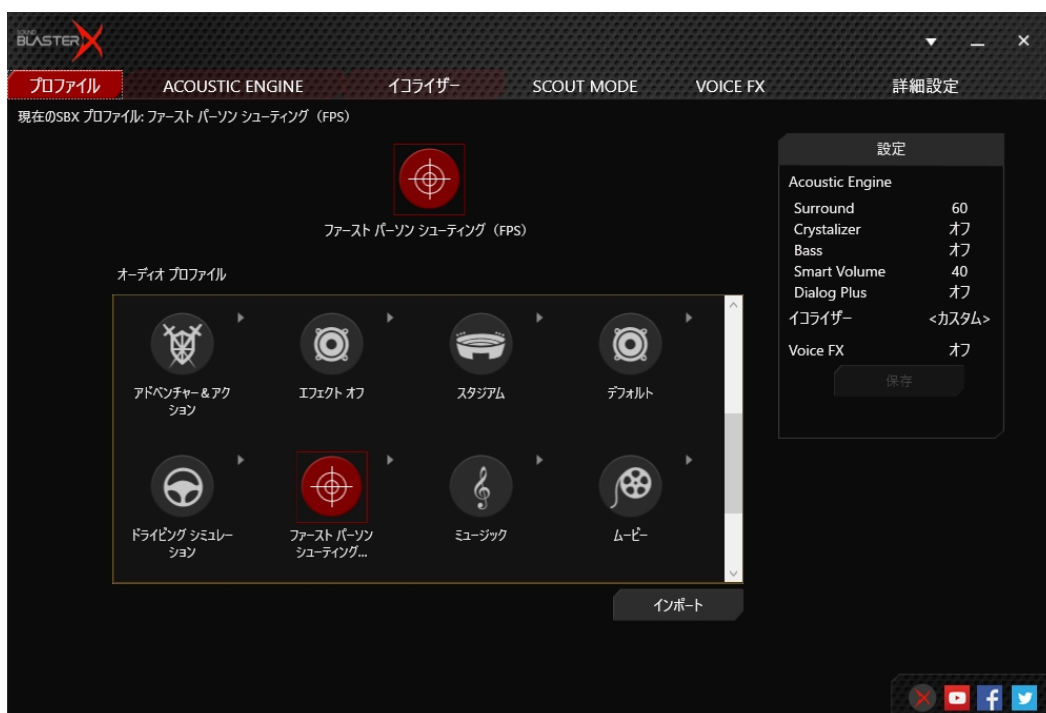 SOUND
BLASTERX
プロファイル ACOUSTIC ENGINE イコライザー SCOUT MODE VOICE FX 詳細設定
現在のSBX プロファイル: ファースト パーソン シューティング（FPS）
ファースト パーソン シューティング（FPS）
オーディオ プロファイル
アドベンチャー＆アク
ション
エフェクト オフ
スタジアム
デフォルト
ドライビング シミュレー
ション
ファースト パーソン
シューティング...
ミュージック
ムービー
インポート
設定
Acoustic Engine
Surround 60
Crystalizer オフ
Bass オフ
Smart Volume 40
Dialog Plus オフ
イコライザー <カスタム>
Voice FX オフ
保存